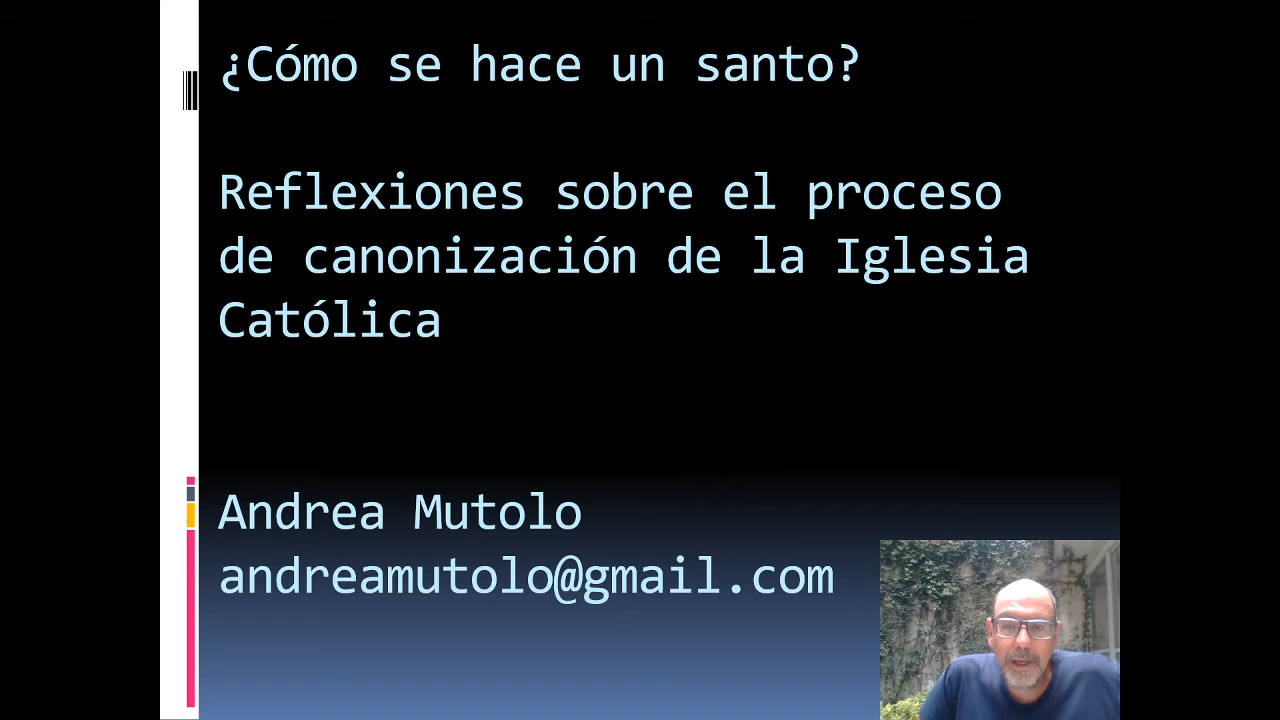 ¿Cómo se hace un santo?
Reflexiones sobre el proceso
de canonización de la Iglesia
Católica
Andrea Mutolo
andreamutolo@gmail.com